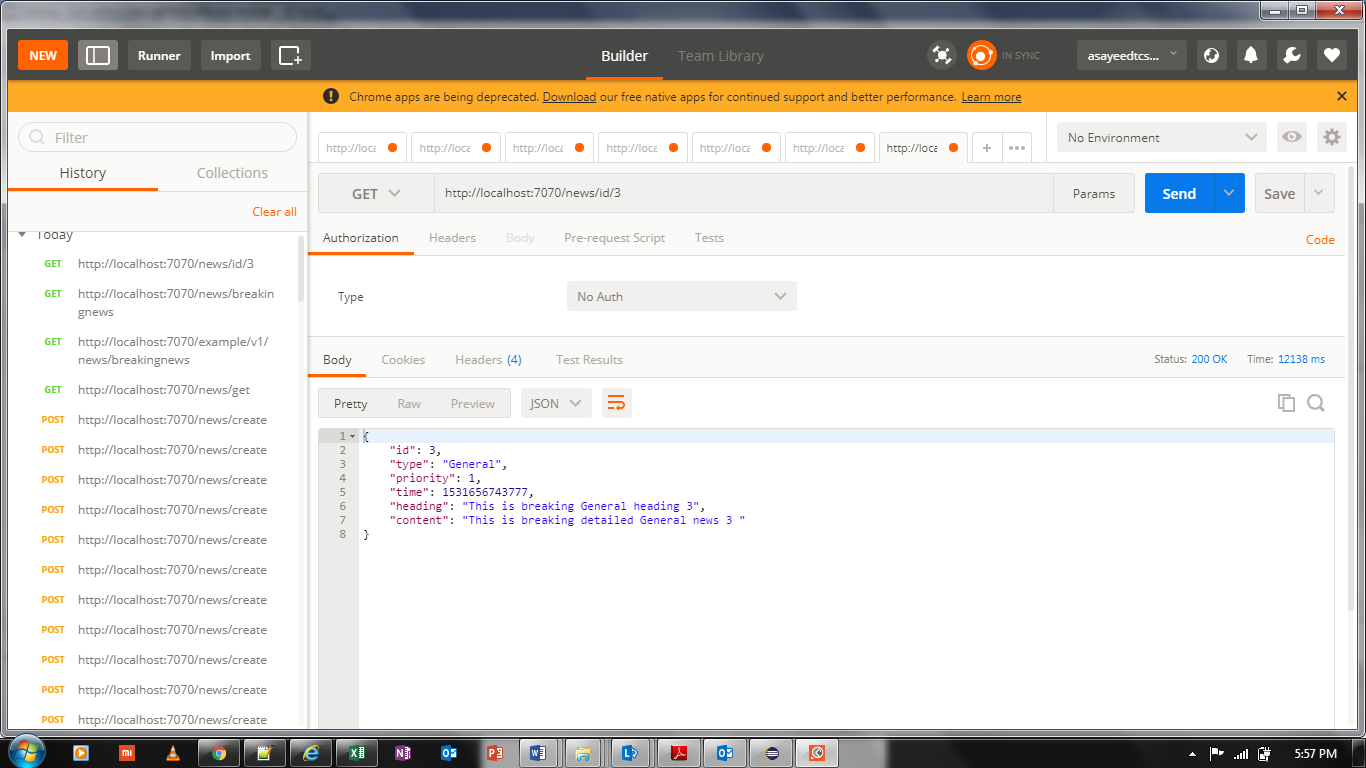 NEW
Runner
Import
Builder
Team Library
IN SYNC
asayeedtcs...
Chrome apps are being deprecated. Download our free native apps for continued support and better performance. Learn more
Filter
History
Collections
Clear all
Today
GET http://localhost:7070/news/id/3
GET http://localhost:7070/news/breakin
gnews
GET http://localhost:7070/example/v1/
news/breakingnews
GET http://localhost:7070/news/get
POST http://localhost:7070/news/create
POST http://localhost:7070/news/create
POST http://localhost:7070/news/create
POST http://localhost:7070/news/create
POST http://localhost:7070/news/create
POST http://localhost:7070/news/create
POST http://localhost:7070/news/create
POST http://localhost:7070/news/create
POST http://localhost:7070/news/create
POST http://localhost:7070/news/create
POST http://localhost:7070/news/create
http://loca http://loca http://loca http://loca http://loca http://loca http://loca + •••
No Environment
GET http://localhost:7070/news/id/3 Params Send Save
Authorization Headers Body Pre-request Script Tests Code
Type No Auth
Body Cookies Headers (4) Test Results Status: 200 OK Time: 12138 ms
Pretty Raw Preview JSON
1 {
2 "id": 3,
3 "type": "General",
4 "priority": 1,
5 "time": 1531656743777,
6 "heading": "This is breaking General heading 3",
7 "content": "This is breaking detailed General news 3 "
8 }
5:57 PM